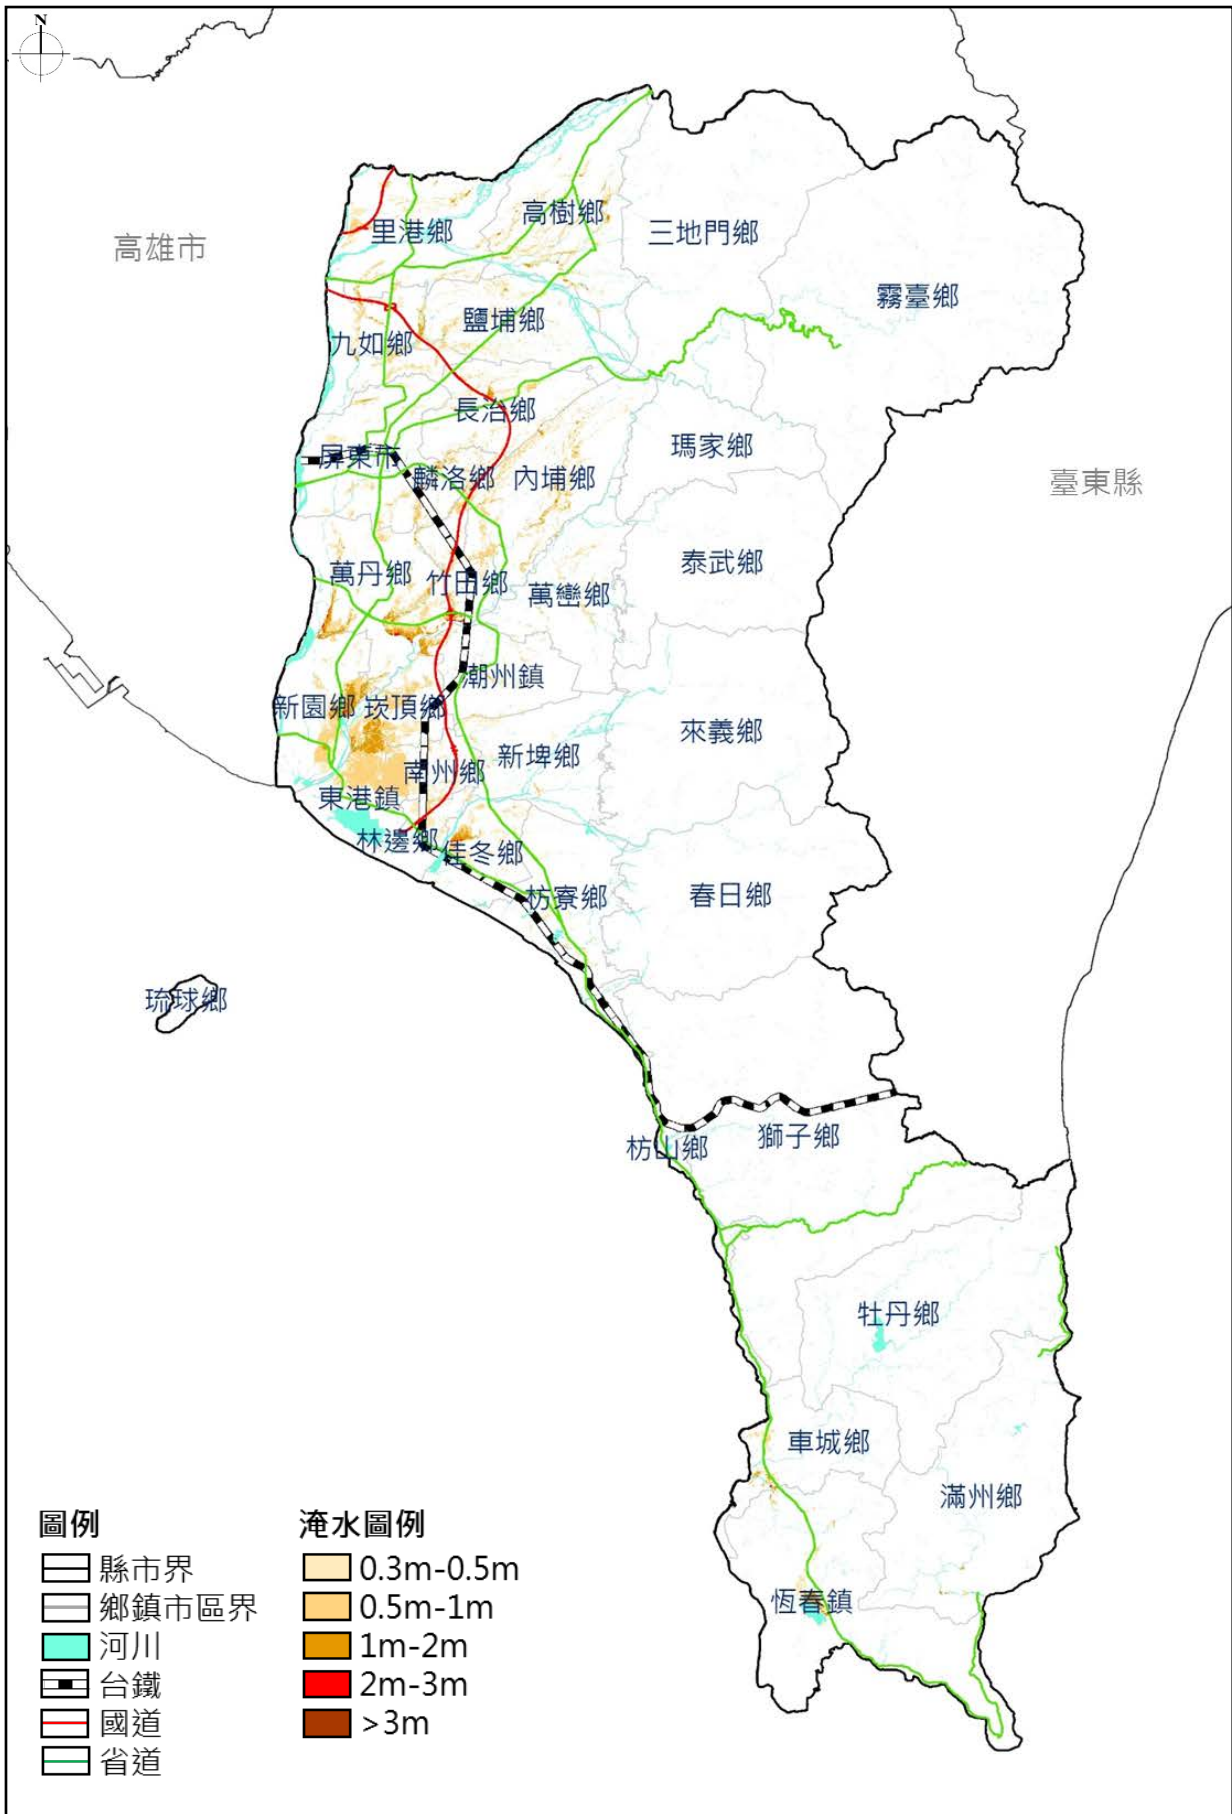 N
里港鄉
高樹鄉
三地門鄉
高雄市
霧臺鄉
鹽埔鄉
九如鄉
長治鄉
瑪家鄉
屏東市
麟洛鄉
內埔鄉
臺東縣
泰武鄉
萬丹鄉
竹田鄉
萬巒鄉
潮州鎮
新園鄉
崁頂鄉
來義鄉
新埤鄉
南州鄉
東港鎮
林邊鄉
佳冬鄉
枋寮鄉
春日鄉
琉球鄉
獅子鄉
枋山鄉
牡丹鄉
車城鄉
滿州鄉
恆春鎮
圖例
縣市界
鄉鎮市區界
河川
台鐵
國道
省道
淹水圖例
0.3m-0.5m
0.5m-1m
1m-2m
2m-3m
>3m